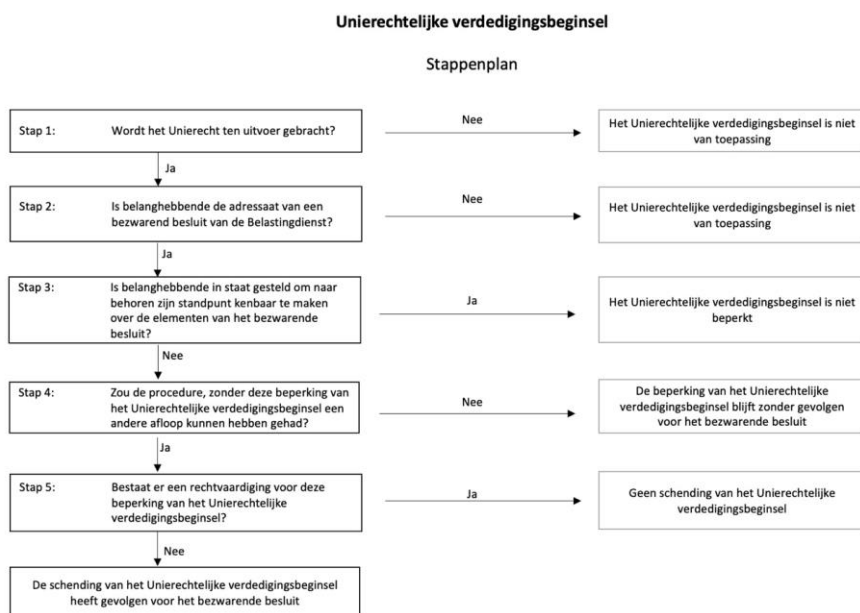 Unierechtelijke verdedigingsbeginsel
Stappenplan
Stap 1: Wordt het Unierecht ten uitvoer gebracht?
Nee
Het Unierechtelijke verdedigingsbeginsel is niet
van toepassing
Ja
Stap 2: Is belanghebbende de adressaat van een
bezwarend besluit van de Belastingdienst?
Nee
Het Unierechtelijke verdedigingsbeginsel is niet
van toepassing
Ja
Stap 3: Is belanghebbende in staat gesteld om naar
behoren zijn standpunt kenbaar te maken
over de elementen van het bezwarende
besluit?
Ja
Het Unierechtelijke verdedigingsbeginsel is niet
beperkt
Nee
Stap 4: Zou de procedure, zonder deze beperking van
het Unierechtelijke verdedigingsbeginsel een
andere afloop kunnen hebben gehad?
Nee
De beperking van het Unierechtelijke
verdedigingsbeginsel blijft zonder gevolgen
voor het bezwarende besluit
Ja
Stap 5: Bestaat er een rechtvaardiging voor deze
beperking van het Unierechtelijke
verdedigingsbeginsel?
Ja
Geen schending van het Unierechtelijke
verdedigingsbeginsel
Nee
De schending van het Unierechtelijke verdedigingsbeginsel
heeft gevolgen voor het bezwarende besluit